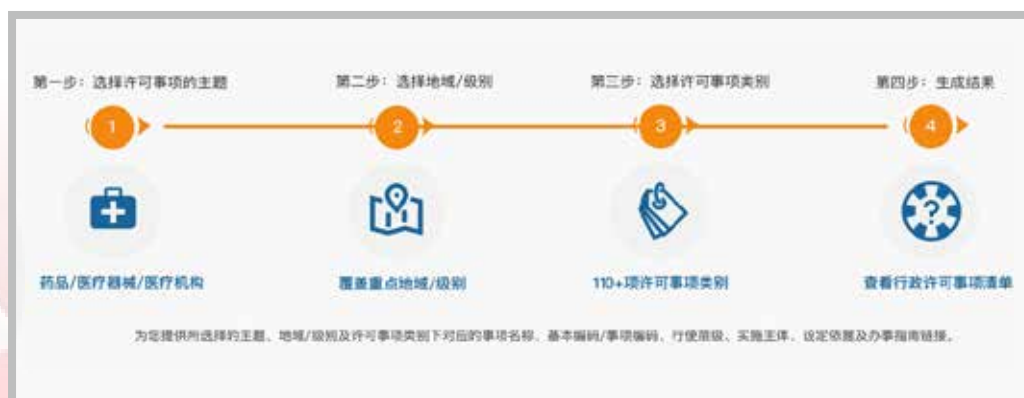 第一步：选择许可事项的主题
第二步：选择地域/级别
第三步：选择许可事项类别
第四步：生成结果
1
2
3
4
药品/医疗器械/医疗机构
覆盖重点地域/级别
110+项许可事项类别
查看行政许可事项清单
为您提供所选择的主题、地域/级别及许可事项类别下对应的事项名称、基本编码/事项编码、行使层级、实施主体、设定依据及办事指南链接。